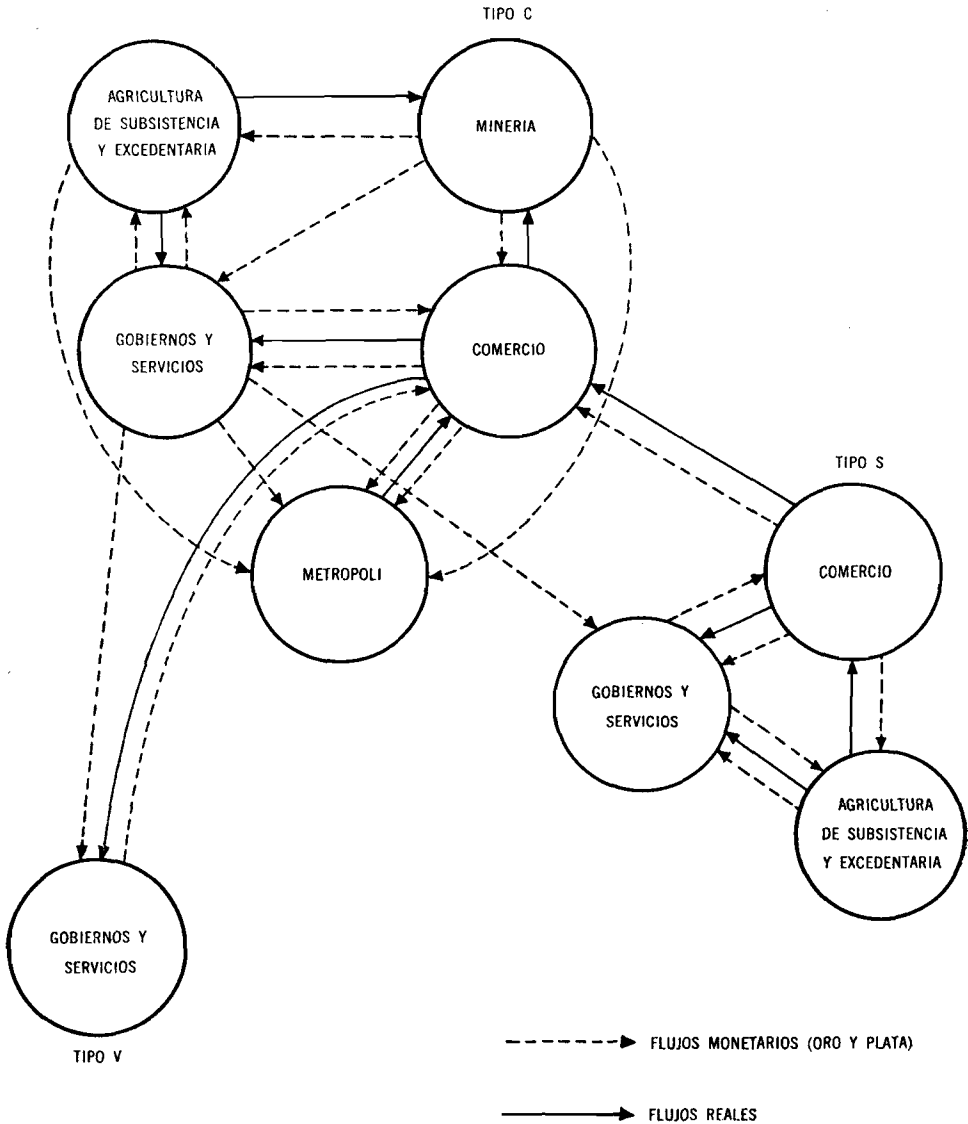 TIPO C
AGRICULTURA
DE SUBSISTENCIA
Y EXCEDENTARIA
MINERIA
GOBIERNOS Y
SERVICIOS
COMERCIO
METROPOLI
TIPO S
COMERCIO
GOBIERNOS Y
SERVICIOS
AGRICULTURA
DE SUBSISTENCIA
Y EXCEDENTARIA
GOBIERNOS Y
SERVICIOS
TIPO V
FLUJOS MONETARIOS (ORO Y PLATA)
FLUJOS REALES